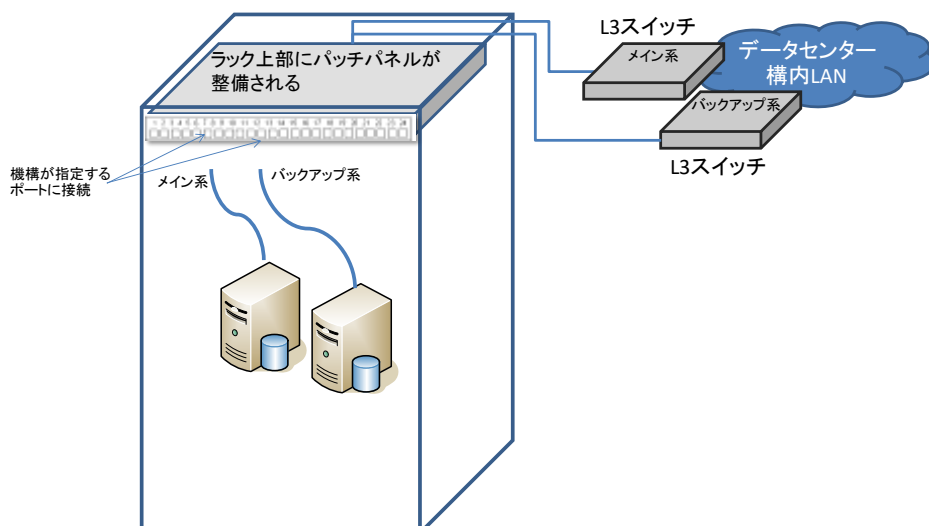 L3スイッチ
ラック上部にパッチパネルが
整備される
メイン系
データセンター
構内LAN
バックアップ系
L3スイッチ
機構が指定する
ポートに接続
メイン系
バックアップ系